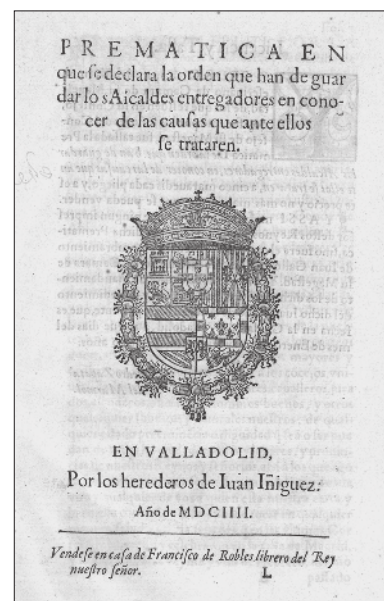 PREMATICA EN
que ſe declara la orden que han de guar
dar lo sAicaldes entregadores en cono-
cer de las cauſas que ante ellos
ſe trataren.
EN VALLADOLID,
Por los herederos de Iuan Iñiguez.
Año de MDCIIII.
Vendeſe en caſa de Franciſco de Robles librero del Rey
nueſtro ſeñor.
L